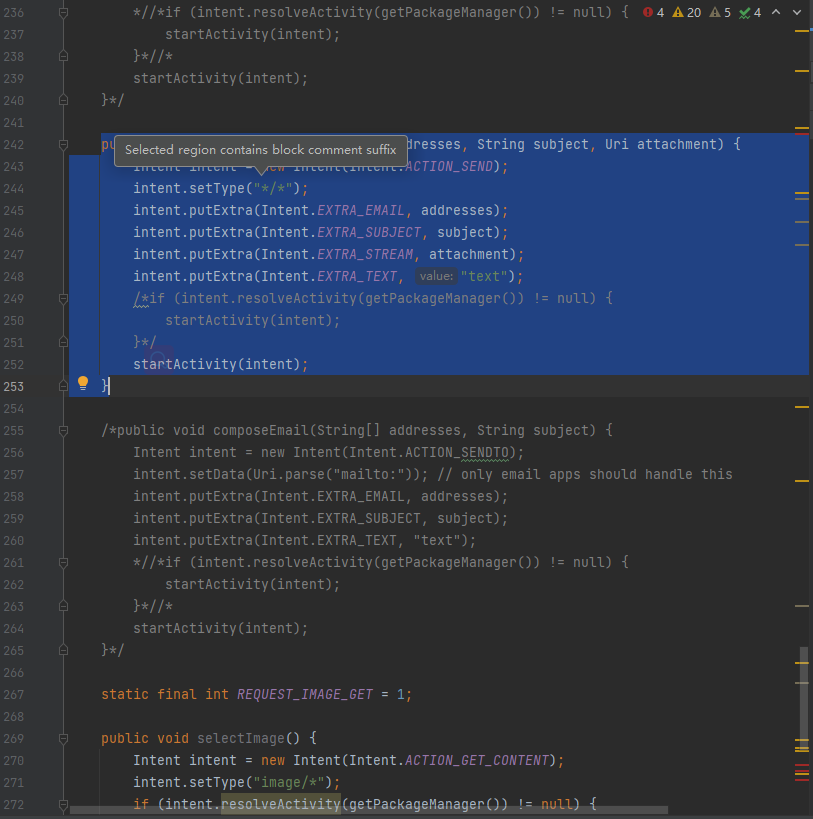 236 *//*if (intent.resolveActivity(getPackageManager()) != null) { 4 20 5 4
237 startActivity(intent);
238 }*//*
239 startActivity(intent);
240 }*/
241
242 dresses, String subject, Uri attachment) {
Selected region contains block comment suffix
243 Intent intent = new Intent(Intent.ACTION_SEND);
244 intent.setType("*/*");
245 intent.putExtra(Intent.EXTRA_EMAIL, addresses);
246 intent.putExtra(Intent.EXTRA_SUBJECT, subject);
247 intent.putExtra(Intent.EXTRA_STREAM, attachment);
248 intent.putExtra(Intent.EXTRA_TEXT, value: "text");
249 /*if (intent.resolveActivity(getPackageManager()) != null) {
250 startActivity(intent);
251 }*/
252 startActivity(intent);
253 }
254
255 /*public void composeEmail(String[] addresses, String subject) {
256 Intent intent = new Intent(Intent.ACTION_SENDTO);
257 intent.setData(Uri.parse("mailto:")); // only email apps should handle this
258 intent.putExtra(Intent.EXTRA_EMAIL, addresses);
259 intent.putExtra(Intent.EXTRA_SUBJECT, subject);
260 intent.putExtra(Intent.EXTRA_TEXT, "text");
261 *//*if (intent.resolveActivity(getPackageManager()) != null) {
262 startActivity(intent);
263 }*//*
264 startActivity(intent);
265 }*/
266
267 static final int REQUEST_IMAGE_GET = 1;
268
269 public void selectImage() {
270 Intent intent = new Intent(Intent.ACTION_GET_CONTENT);
271 intent.setType("image/*");
272 if (intent.resolveActivity(getPackageManager()) != null) {